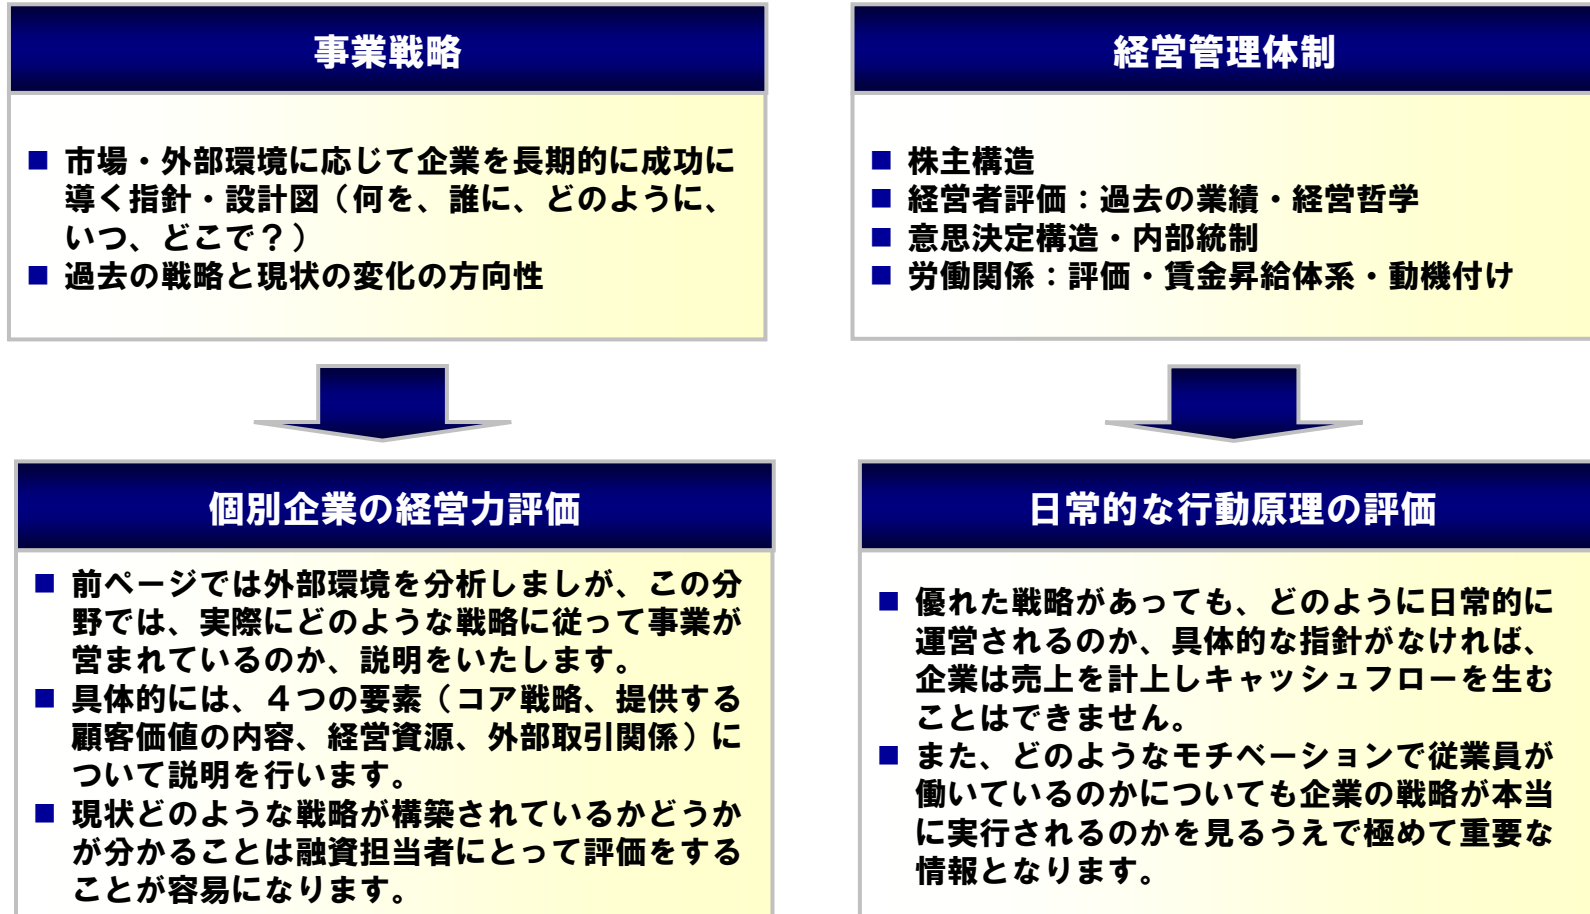 事業戦略
■ 市場・外部環境に応じて企業を長期的に成功に
導く指針・設計図（何を、誰に、どのように、
いつ、どこで？）
■ 過去の戦略と現状の変化の方向性
経営管理体制
■ 株主構造
■ 経営者評価：過去の業績・経営哲学
■ 意思決定構造・内部統制
■ 労働関係：評価・賃金昇給体系・動機付け
個別企業の経営力評価
■ 前ページでは外部環境を分析しましが、この分
野では、実際にどのような戦略に従って事業が
営まれているのか、説明をいたします。
■ 具体的には、４つの要素（コア戦略、提供する
顧客価値の内容、経営資源、外部取引関係）に
ついて説明を行います。
■ 現状どのような戦略が構築されているかどうか
が分かることは融資担当者にとって評価をする
ことが容易になります。
日常的な行動原理の評価
■ 優れた戦略があっても、どのように日常的に
運営されるのか、具体的な指針がなければ、
企業は売上を計上しキャッシュフローを生む
ことはできません。
■ また、どのようなモチベーションで従業員が
働いているのかについても企業の戦略が本当
に実行されるのかを見るうえで極めて重要な
情報となります。